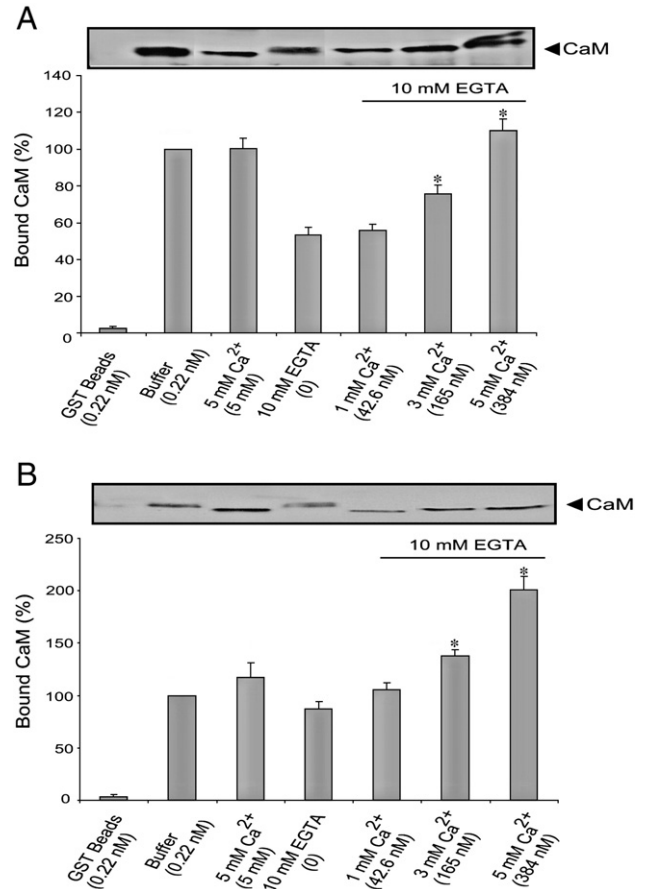 A
◄CaM
10 mM EGTA
140
120
100
80
60
40
20
0
Bound CaM (%)
*
*
GST Beads
(0.22 nM)
Buffer
(0.22 nM)
5 mM Ca2+
(5 mM)
10 mM EGTA
(0)
1 mM Ca2+
(42.6 nM)
3 mM Ca2+
(165 nM)
5 mM Ca2+
(384 nM)
B
◄CaM
10 mM EGTA
250
200
150
100
50
0
Bound CaM (%)
*
*
GST Beads
(0.22 nM)
Buffer
(0.22 nM)
5 mM Ca2+
(5 mM)
10 mM EGTA
(0)
1 mM Ca2+
(42.6 nM)
3 mM Ca2+
(165 nM)
5 mM Ca2+
(384 nM)